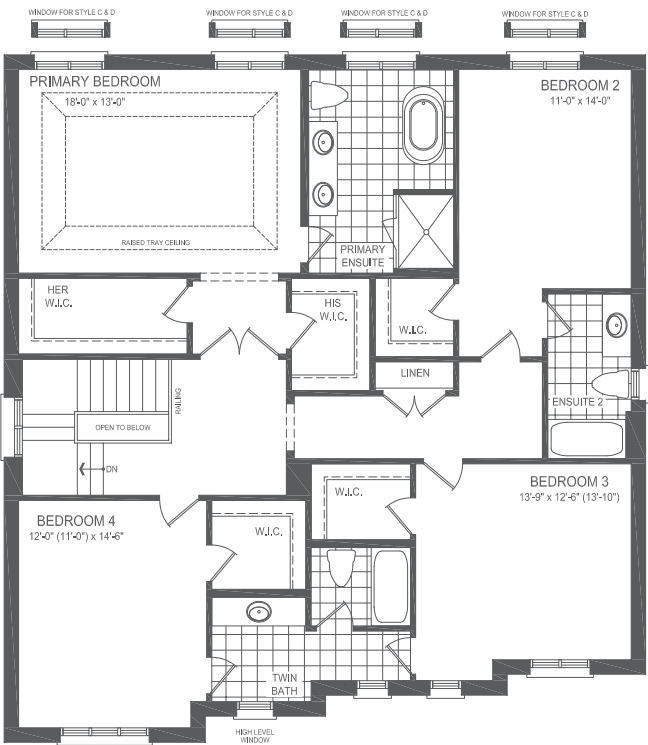 WINDOW FOR STYLE C & D
WINDOW FOR STYLE C & D
WINDOW FOR STYLE C & D
WINDOW FOR STYLE C & D
PRIMARY BEDROOM
18'-0" x 13'-0"
RAISED TRAY CEILING
BEDROOM 2
11'-0" x 14'-0"
PRIMARY
ENSUITE
HER
W.I.C.
HIS
W.I.C.
W.I.C.
LINEN
ENSUITE 2
RAILING
OPEN TO BELOW
DN
BEDROOM 3
13'-9" x 12'-6" (13'-10")
W.I.C.
BEDROOM 4
12'-0" (11'-0") x 14'-6"
W.I.C.
TWIN
BATH
HIGH LEVEL
WINDOW